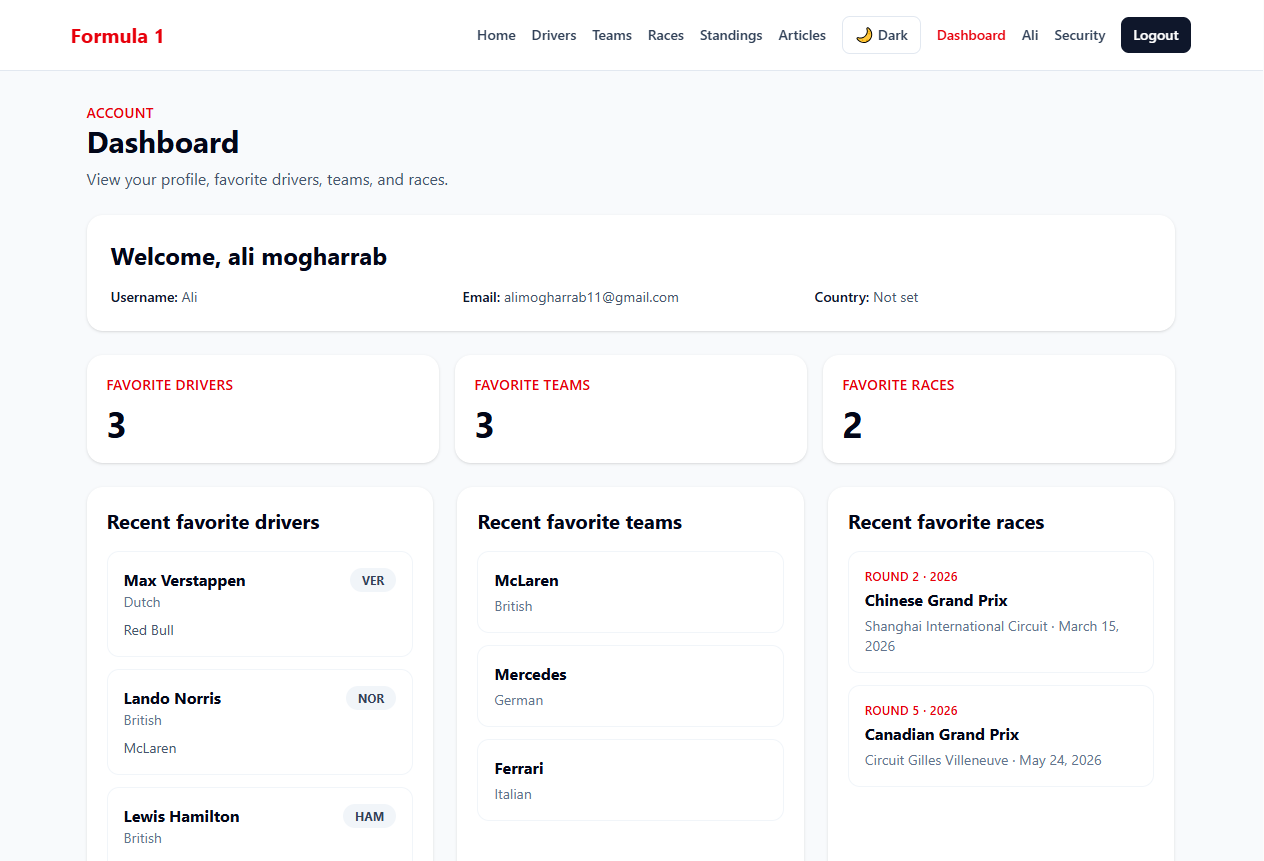 Formula 1
Home Drivers Teams Races Standings Articles 🌙 Dark Dashboard Ali Security Logout
ACCOUNT
Dashboard
View your profile, favorite drivers, teams, and races.
Welcome, ali mogharrab
Username: Ali
Email: alimogharrab11@gmail.com
Country: Not set
FAVORITE DRIVERS
3
FAVORITE TEAMS
3
FAVORITE RACES
2
Recent favorite drivers
Max Verstappen VER
Dutch
Red Bull
Lando Norris NOR
British
McLaren
Lewis Hamilton HAM
British
Recent favorite teams
McLaren
British
Mercedes
German
Ferrari
Italian
Recent favorite races
ROUND 2 · 2026
Chinese Grand Prix
Shanghai International Circuit · March 15,
2026
ROUND 5 · 2026
Canadian Grand Prix
Circuit Gilles Villeneuve · May 24, 2026